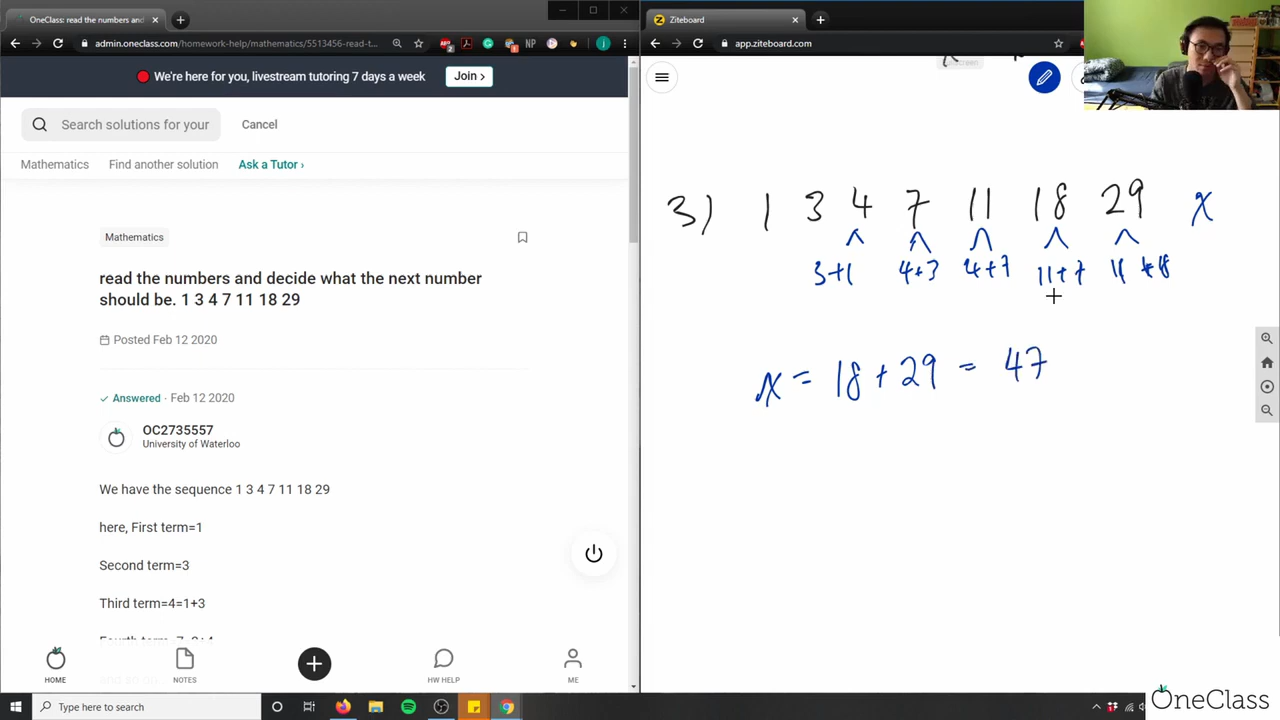 OneClass: read the numbers and
Ziteboard
admin.oneclass.com/homework-help/mathematics/5513456-read-t...
NP
j
app.ziteboard.com
We're here for you, livestream tutoring 7 days a week
Join ›
Search solutions for your
Cancel
Mathematics
Find another solution
Ask a Tutor ›
Mathematics
read the numbers and decide what the next number
should be. 1 3 4 7 11 18 29
Posted Feb 12 2020
Answered · Feb 12 2020
OC2735557
University of Waterloo
We have the sequence 1 3 4 7 11 18 29
here, First term=1
Second term=3
Third term=4=1+3
HOME
NOTES
HW HELP
ME
3) 1 3 4 7 11 18 29 x
3+1 4+3 4+7 11+7 11 +18
x = 18 + 29 = 47
Type here to search
OneClass